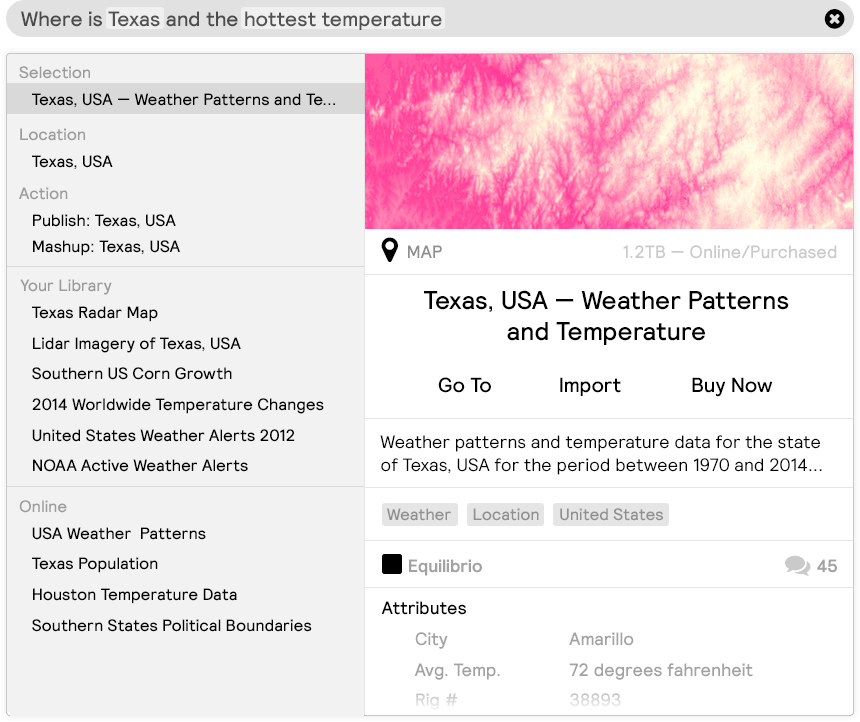 Where is Texas and the hottest temperature
Selection
Texas, USA — Weather Patterns and Te...
Location
Texas, USA
Action
Publish: Texas, USA
Mashup: Texas, USA
Your Library
Texas Radar Map
Lidar Imagery of Texas, USA
Southern US Corn Growth
2014 Worldwide Temperature Changes
United States Weather Alerts 2012
NOAA Active Weather Alerts
Online
USA Weather Patterns
Texas Population
Houston Temperature Data
Southern States Political Boundaries
MAP 1.2TB — Online/Purchased
Texas, USA — Weather Patterns
and Temperature
Go To Import Buy Now
Weather patterns and temperature data for the state
of Texas, USA for the period between 1970 and 2014...
Weather Location United States
Equilibrio 45
Attributes
City Amarillo
Avg. Temp. 72 degrees fahrenheit
Rig # 38893